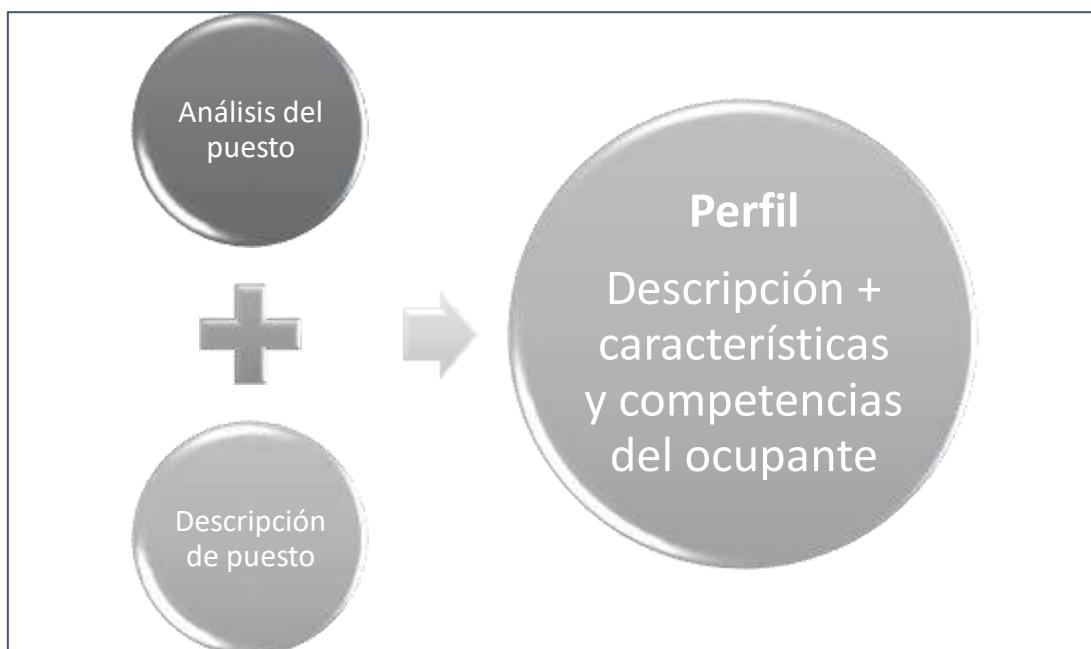 Análisis del
puesto
Descripción
de puesto
Perfil
Descripción +
características
y competencias
del ocupante